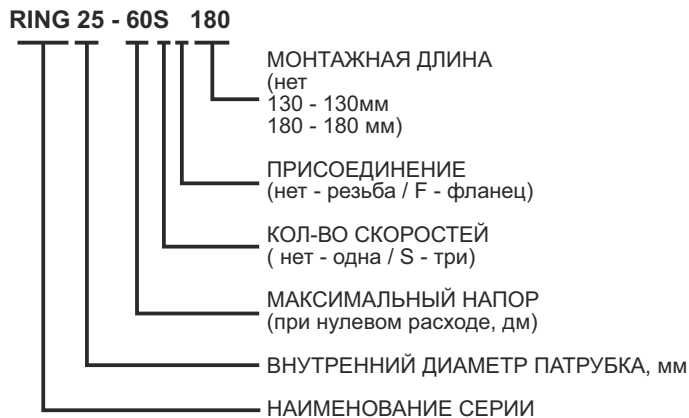 RING 25 - 60S 180
МОНТАЖНАЯ ДЛИНА
(нет
130 - 130мм
180 - 180 мм)
ПРИСОЕДИНЕНИЕ
(нет - резьба / F - фланец)
КОЛ-ВО СКОРОСТЕЙ
( нет - одна / S - три)
МАКСИМАЛЬНЫЙ НАПОР
(при нулевом расходе, дм)
ВНУТРЕННИЙ ДИАМЕТР ПАТРУБКА, мм
НАИМЕНОВАНИЕ СЕРИИ